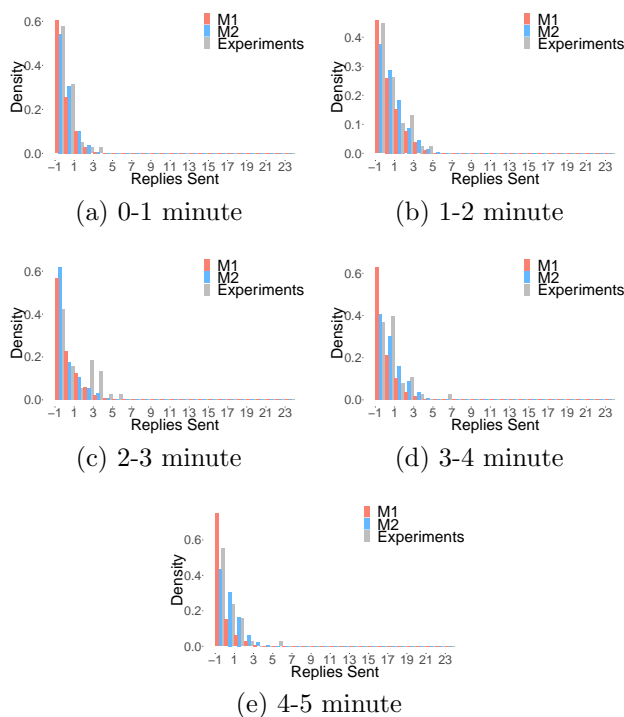 M1
M2
Experiments
0.6
0.4
0.2
0.0
Density
−1 1 3 5 7 9 11 13 15 17 19 21 23
Replies Sent
(a) 0-1 minute
M1
M2
Experiments
0.4
0.3
0.2
0.1
0.0
Density
−1 1 3 5 7 9 11 13 15 17 19 21 23
Replies Sent
(b) 1-2 minute
M1
M2
Experiments
0.6
0.4
0.2
0.0
Density
−1 1 3 5 7 9 11 13 15 17 19 21 23
Replies Sent
(c) 2-3 minute
M1
M2
Experiments
0.6
0.4
0.2
0.0
Density
−1 1 3 5 7 9 11 13 15 17 19 21 23
Replies Sent
(d) 3-4 minute
M1
M2
Experiments
0.6
0.4
0.2
0.0
Density
−1 1 3 5 7 9 11 13 15 17 19 21 23
Replies Sent
(e) 4-5 minute